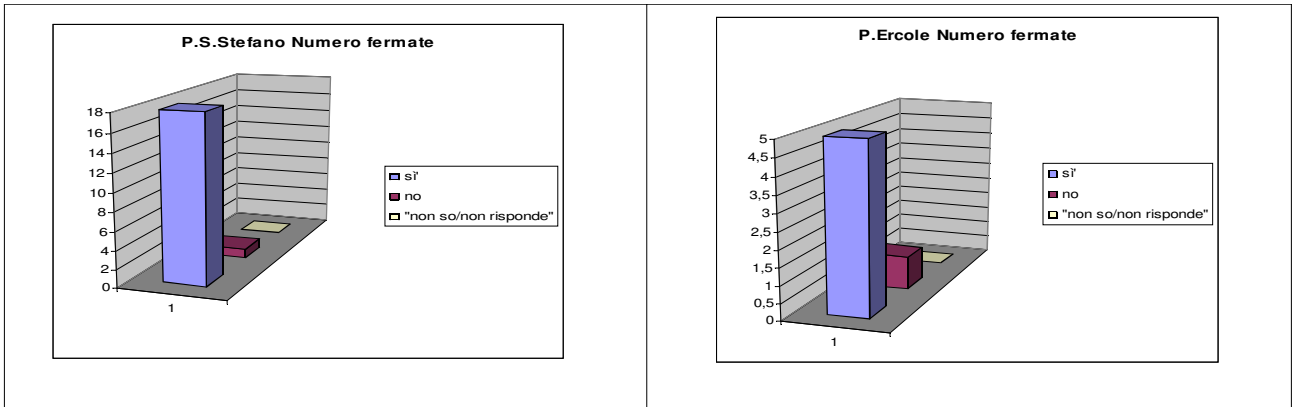 P.S.Stefano Numero fermate
18
16
14
12
10
8
6
4
2
0
1
sì'
no
"non so/non risponde"
P.Ercole Numero fermate
5
4,5
4
3,5
3
2,5
2
1,5
1
0,5
0
1
sì'
no
"non so/non risponde"